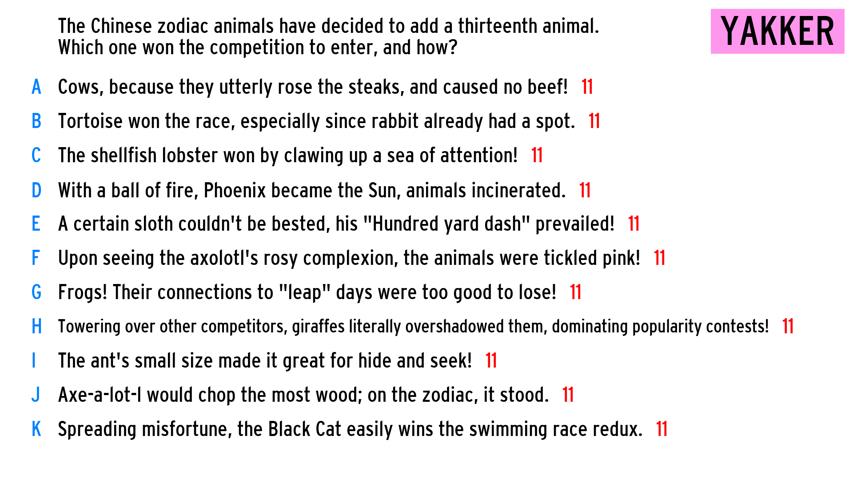 The Chinese zodiac animals have decided to add a thirteenth animal.
Which one won the competition to enter, and how?
YAKKER
A Cows, because they utterly rose the steaks, and caused no beef! 11
B Tortoise won the race, especially since rabbit already had a spot. 11
C The shellfish lobster won by clawing up a sea of attention! 11
D With a ball of fire, Phoenix became the Sun, animals incinerated. 11
E A certain sloth couldn't be bested, his "Hundred yard dash" prevailed! 11
F Upon seeing the axolotl's rosy complexion, the animals were tickled pink! 11
G Frogs! Their connections to "leap" days were too good to lose! 11
H Towering over other competitors, giraffes literally overshadowed them, dominating popularity contests! 11
I The ant's small size made it great for hide and seek! 11
J Axe-a-lot-l would chop the most wood; on the zodiac, it stood. 11
K Spreading misfortune, the Black Cat easily wins the swimming race redux. 11